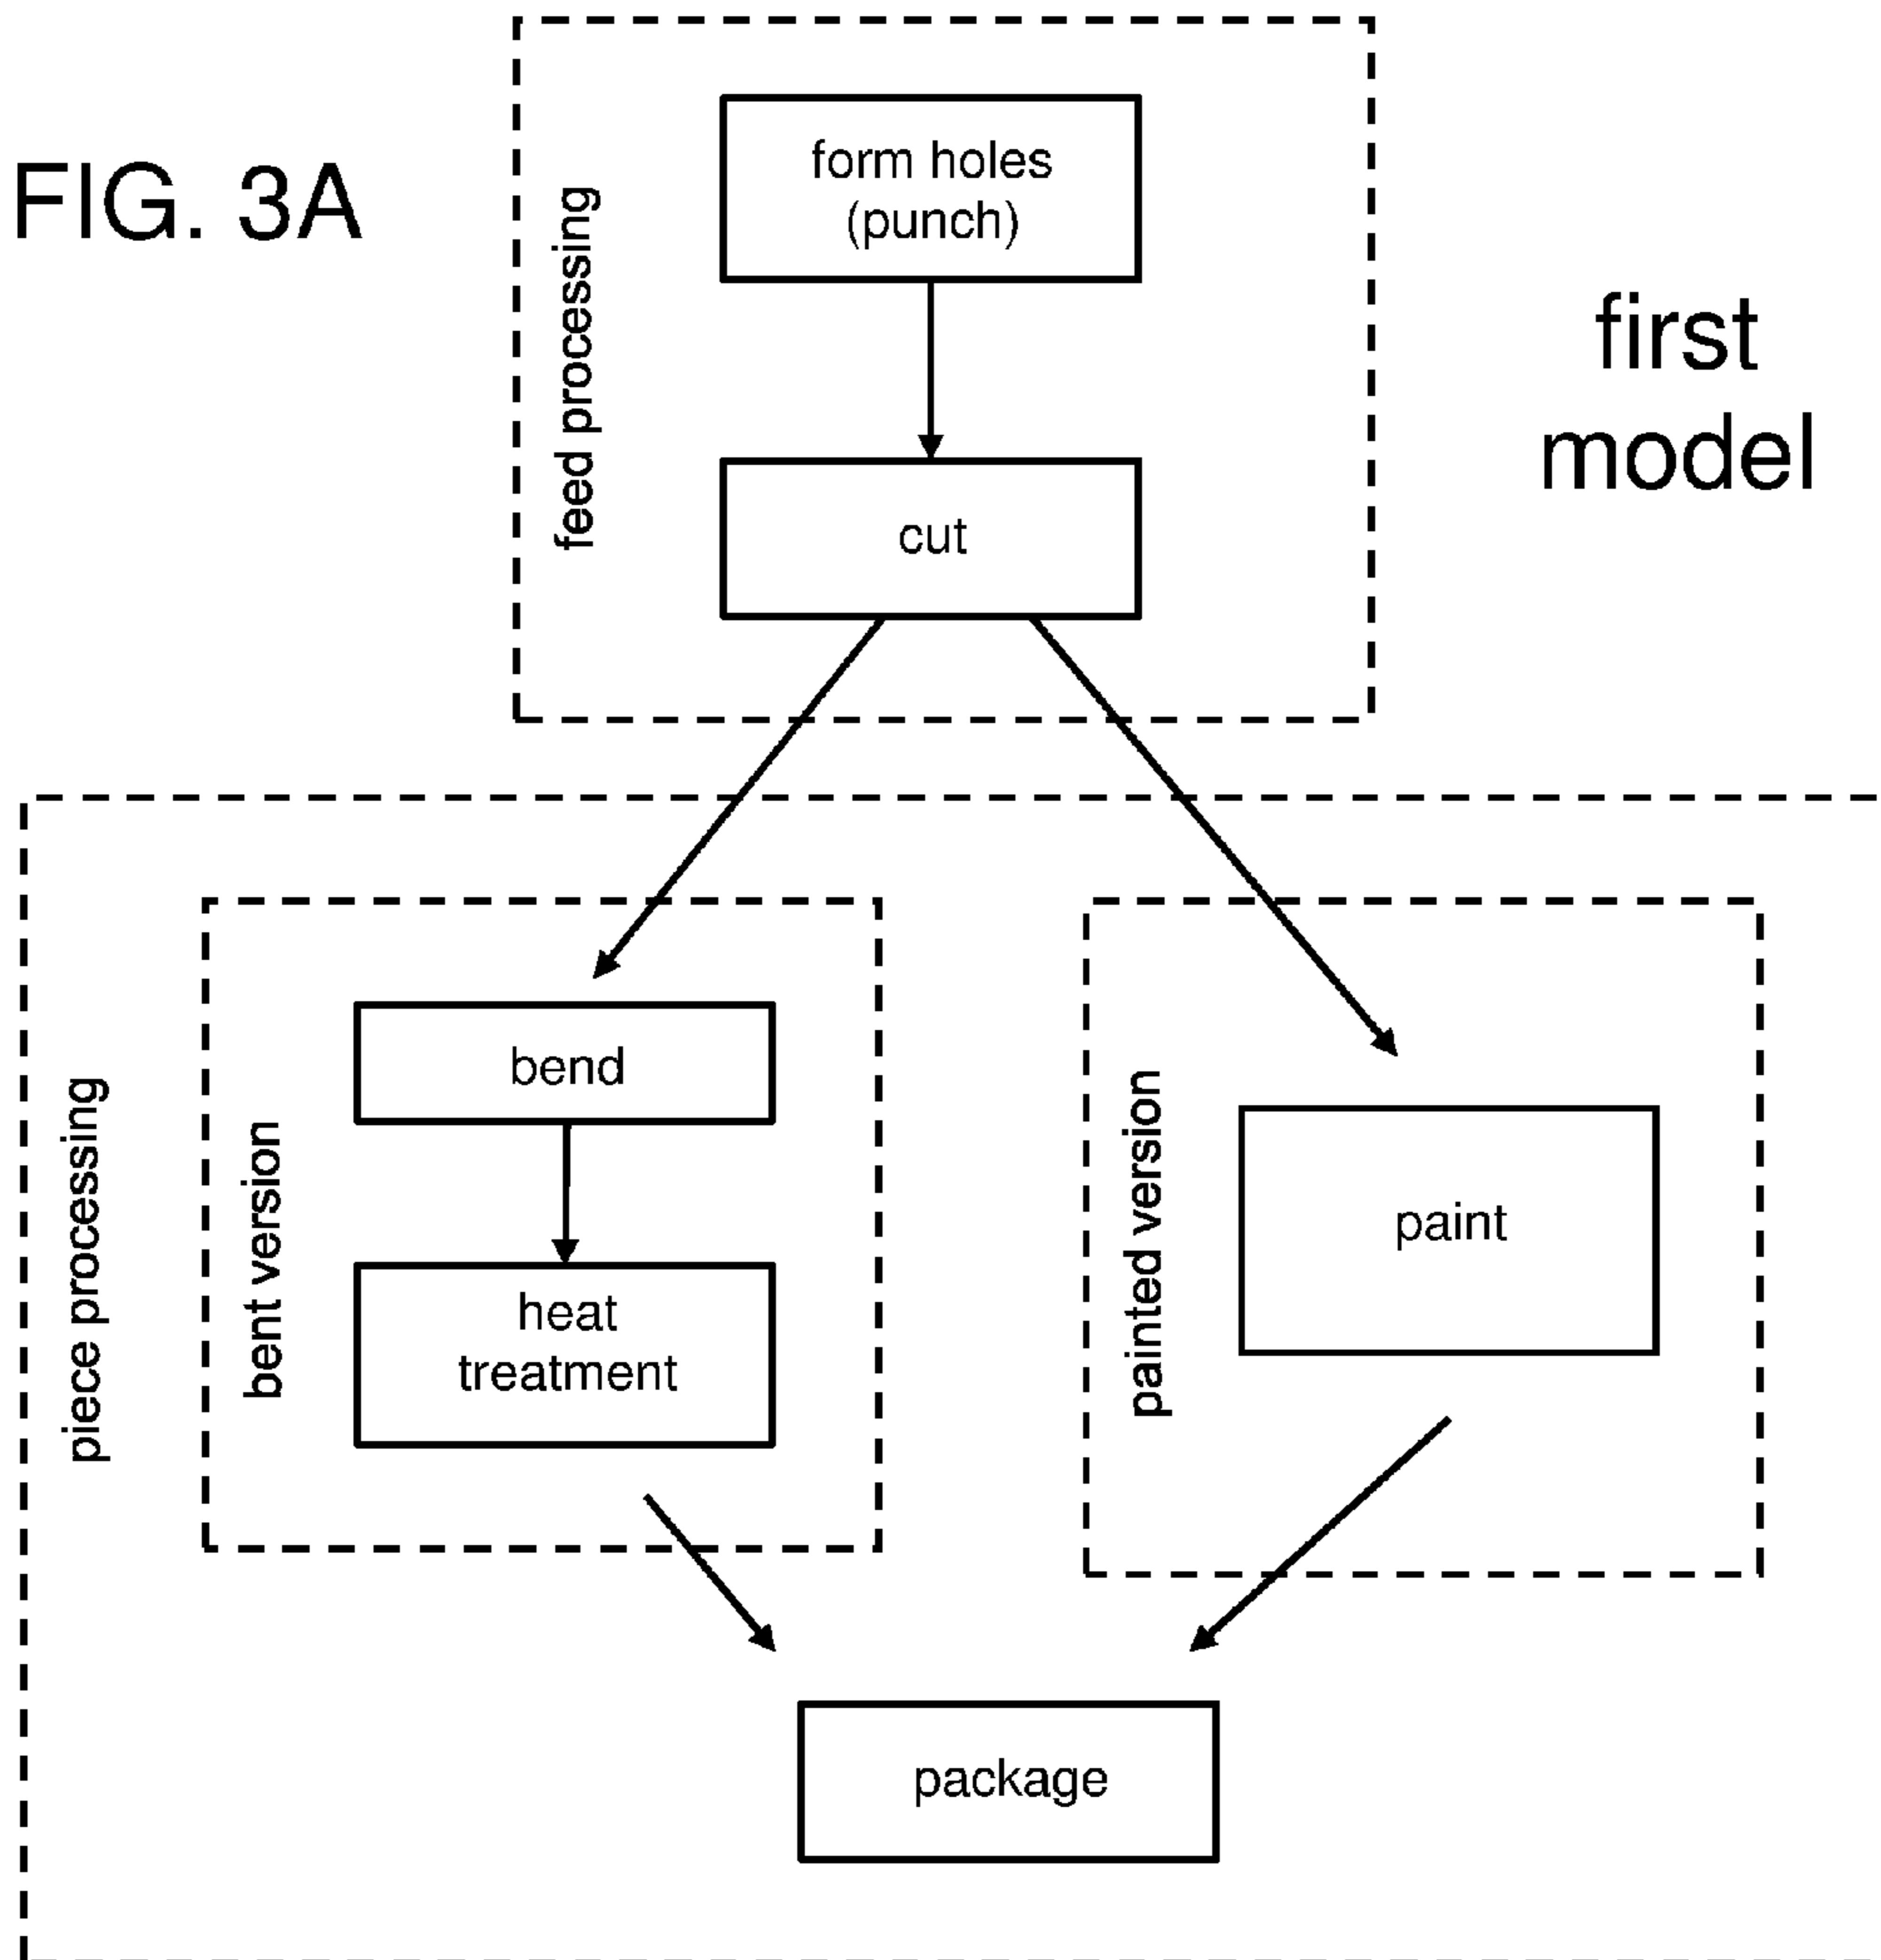 FIG. 3A
first
model
feed processing
form holes
(punch)
cut
piece processing
bent version
bend
heat
treatment
painted version
paint
package